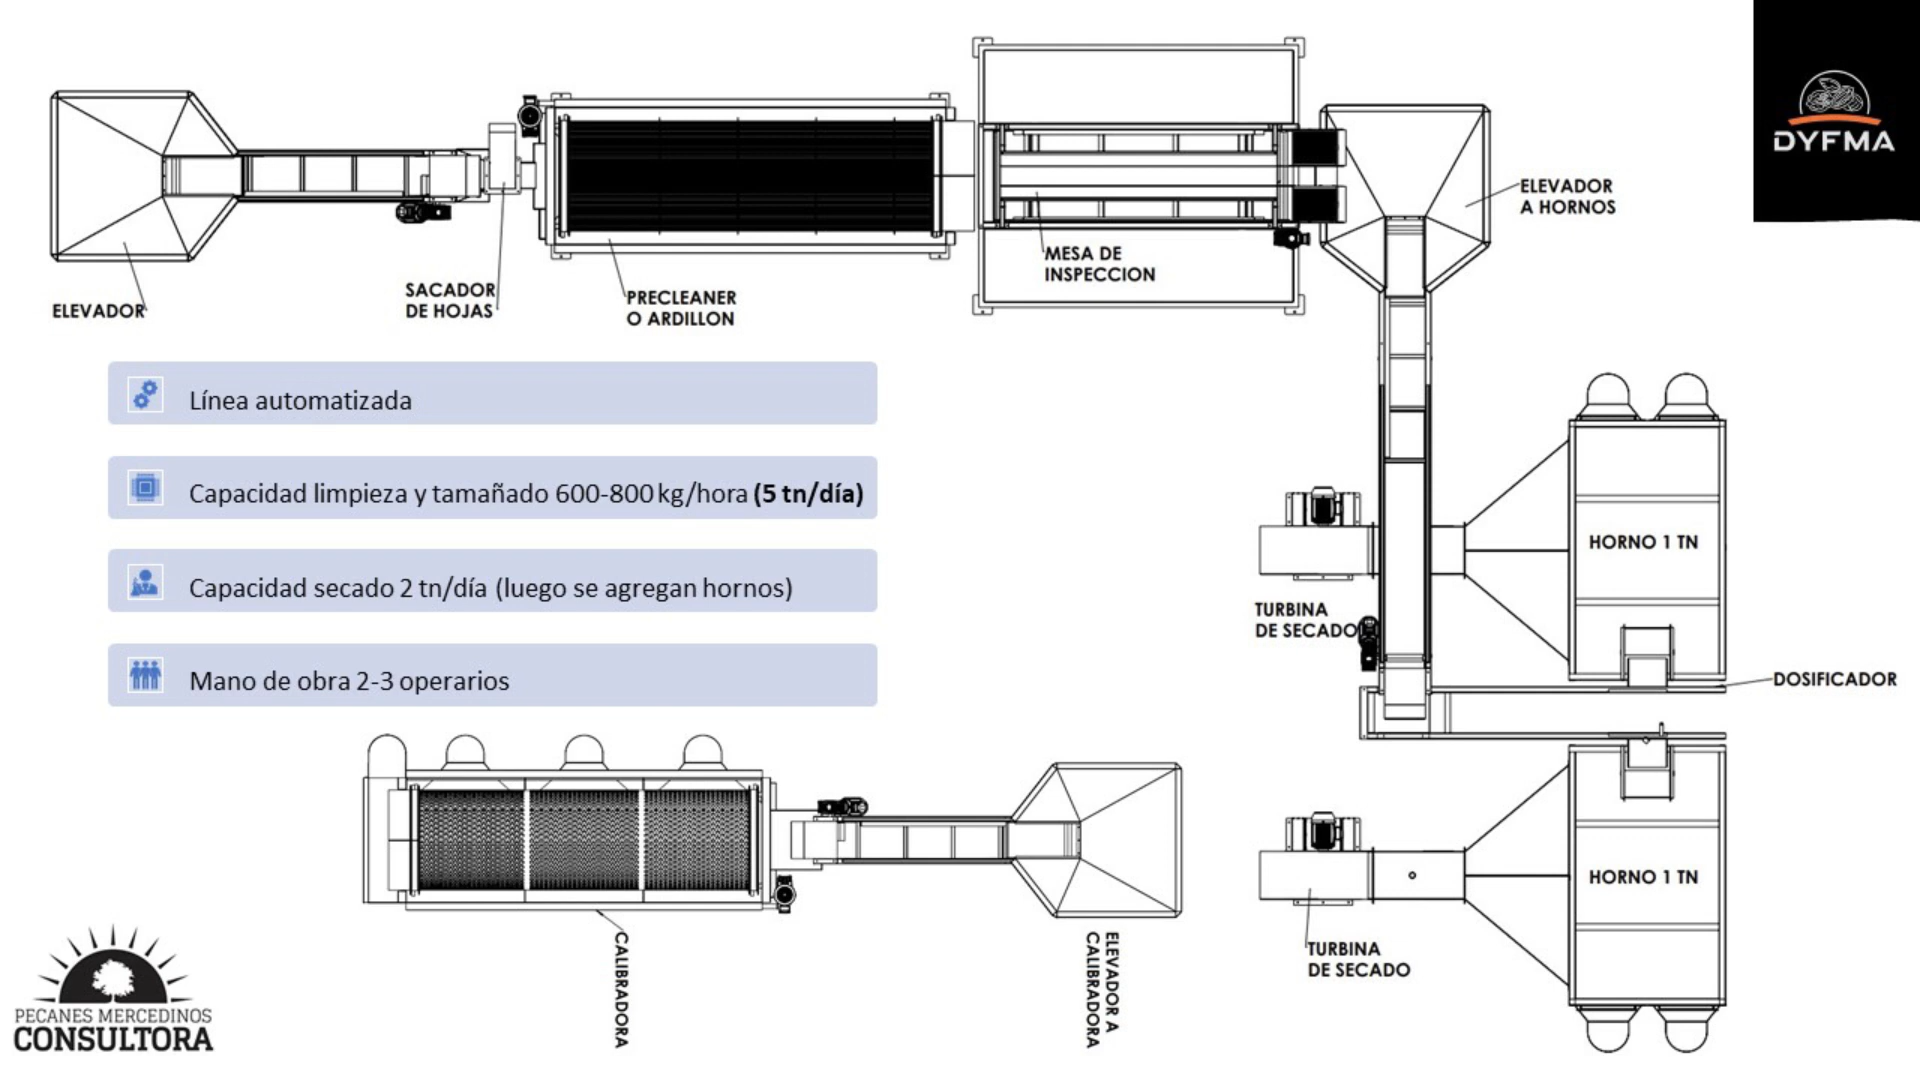 DYFMA
ELEVADOR
A HORNOS
MESA DE
INSPECCION
SACADOR
DE HOJAS
PRECLEANER
O ARDILLON
ELEVADOR
Línea automatizada
Capacidad limpieza y tamañado 600-800 kg/hora (5 tn/día)
Capacidad secado 2 tn/día (luego se agregan hornos)
Mano de obra 2-3 operarios
HORNO 1 TN
TURBINA
DE SECADO
DOSIFICADOR
HORNO 1 TN
TURBINA
DE SECADO
CALIBRADORA
ELEVADOR A
CALIBRADORA
PECANES MERCEDINOS
CONSULTORA